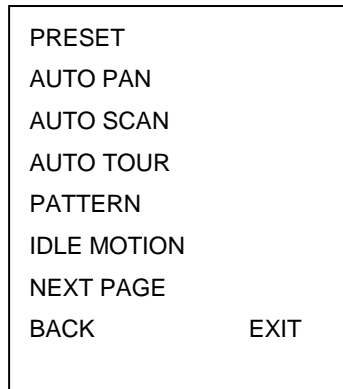 PRESET
AUTO PAN
AUTO SCAN
AUTO TOUR
PATTERN
IDLE MOTION
NEXT PAGE
BACK EXIT